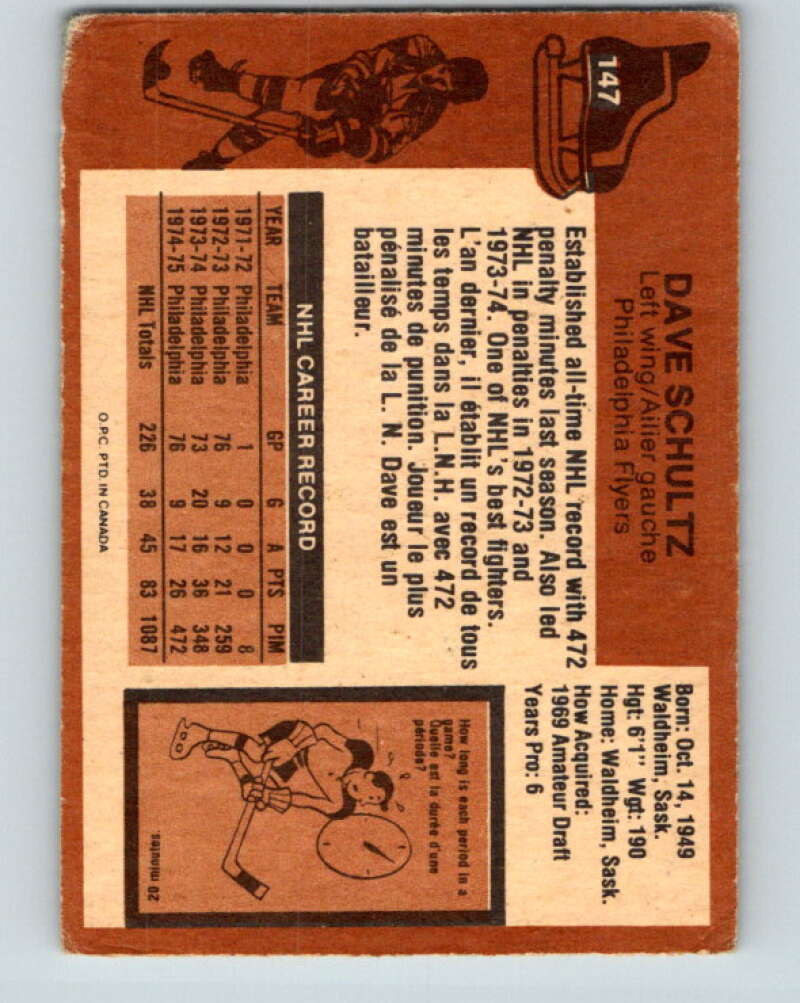 147
DAVE SCHULTZ
Left wing/Ailier gauche
Philadelphia Flyers
Established all-time NHL record with 472
penalty minutes last season. Also led
NHL in penalties in 1972-73 and
1973-74. One of NHL's best fighters.
L'an dernier, il établit un record de tous
les temps dans la L.N.H. avec 472
minutes de punition. Joueur le plus
pénalisé de la L. N. Dave est un
batailleur.
Born: Oct. 14, 1949
Waldheim, Sask.
Hgt: 6'1" Wgt: 190
Home: Waldheim, Sask.
How Acquired:
1969 Amateur Draft
Years Pro: 6
NHL CAREER RECORD
YEAR TEAM GP G A PTS PIM
1971-72 Philadelphia 1 0 0 0 8
1972-73 Philadelphia 76 9 12 21 259
1973-74 Philadelphia 73 20 16 36 348
1974-75 Philadelphia 76 9 17 26 472
NHL Totals 226 38 45 83 1087
How long is each period in a
game?
Quelle est la durée d'une
période?
20 minutes
O.P.C. PTD. IN CANADA